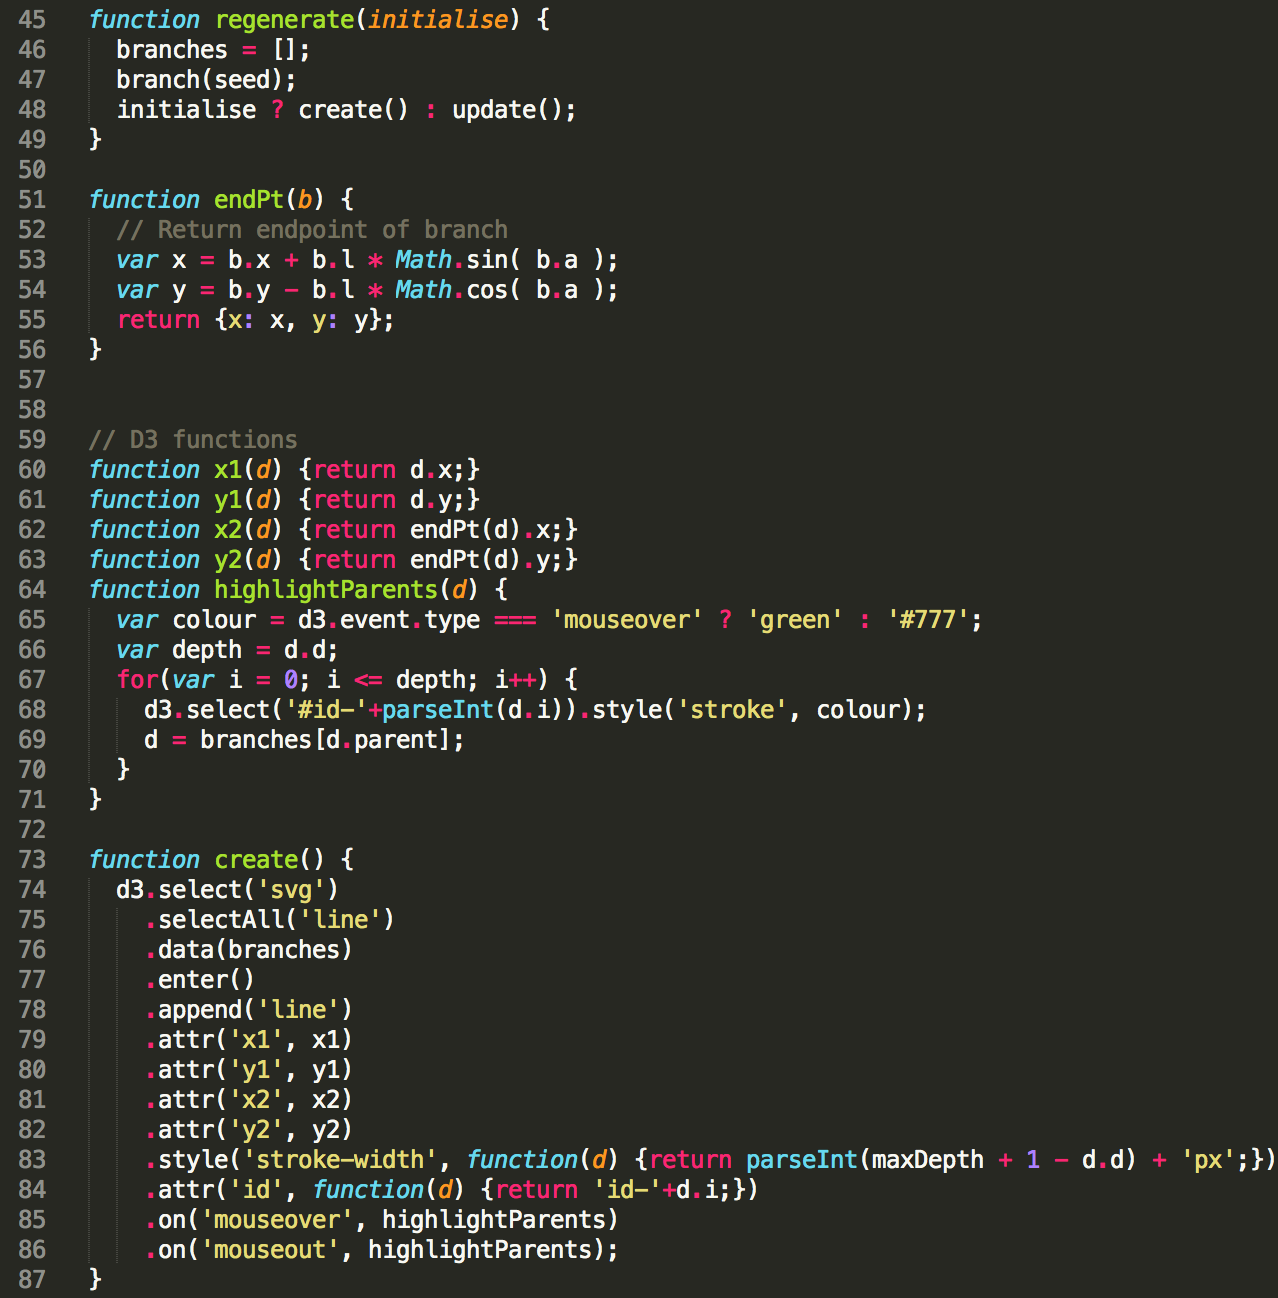 45 function regenerate(initialise) {
46   branches = [];
47   branch(seed);
48   initialise ? create() : update();
49 }
50
51 function endPt(b) {
52   // Return endpoint of branch
53   var x = b.x + b.l * Math.sin( b.a );
54   var y = b.y - b.l * Math.cos( b.a );
55   return {x: x, y: y};
56 }
57
58
59 // D3 functions
60 function x1(d) {return d.x;}
61 function y1(d) {return d.y;}
62 function x2(d) {return endPt(d).x;}
63 function y2(d) {return endPt(d).y;}
64 function highlightParents(d) {
65   var colour = d3.event.type === 'mouseover' ? 'green' : '#777';
66   var depth = d.d;
67   for(var i = 0; i <= depth; i++) {
68     d3.select('#id-'+parseInt(d.i)).style('stroke', colour);
69     d = branches[d.parent];
70   }
71 }
72
73 function create() {
74   d3.select('svg')
75     .selectAll('line')
76     .data(branches)
77     .enter()
78     .append('line')
79     .attr('x1', x1)
80     .attr('y1', y1)
81     .attr('x2', x2)
82     .attr('y2', y2)
83     .style('stroke-width', function(d) {return parseInt(maxDepth + 1 - d.d) + 'px';})
84     .attr('id', function(d) {return 'id-'+d.i;})
85     .on('mouseover', highlightParents)
86     .on('mouseout', highlightParents);
87 }